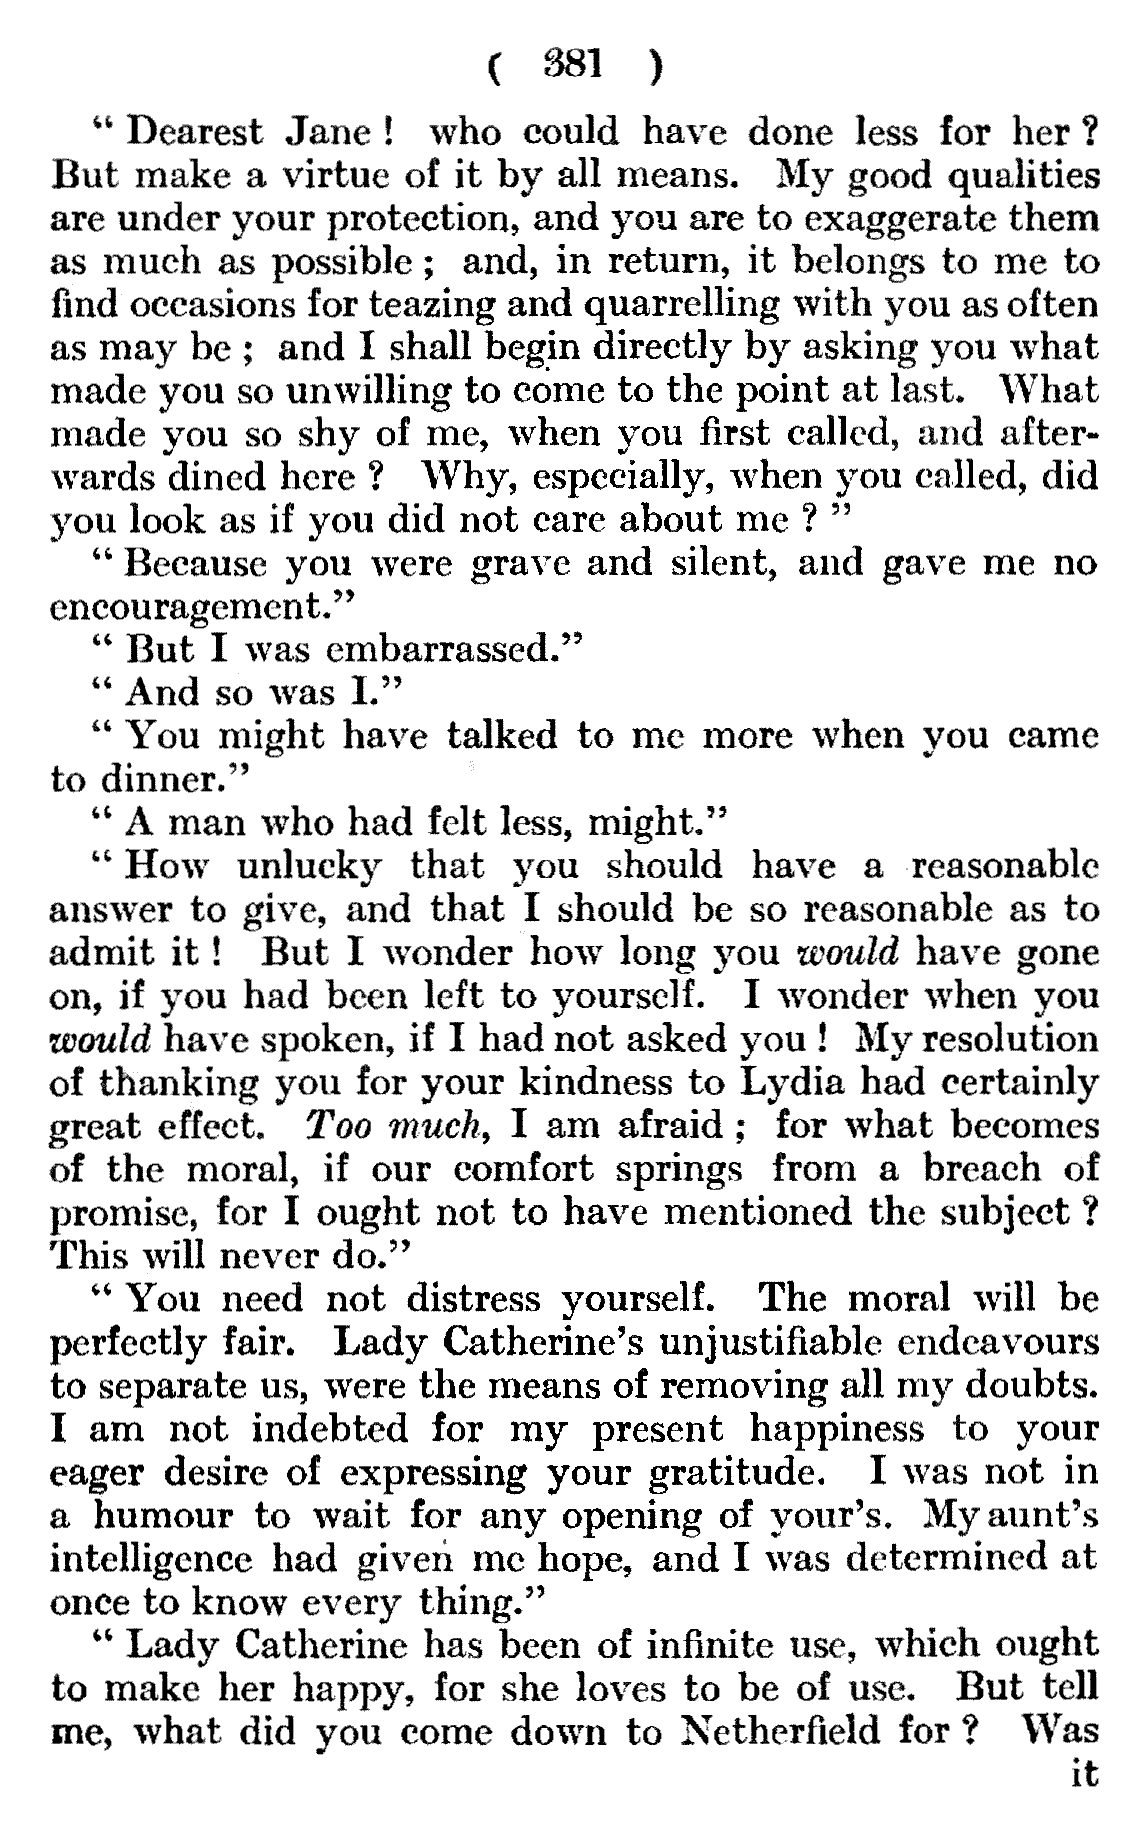 ( 381 )
“ Dearest Jane ! who could have done less for her ?
But make a virtue of it by all means. My good qualities
are under your protection, and you are to exaggerate them
as much as possible ; and, in return, it belongs to me to
find occasions for teazing and quarrelling with you as often
as may be ; and I shall begin directly by asking you what
made you so unwilling to come to the point at last. What
made you so shy of me, when you first called, and after-
wards dined here ? Why, especially, when you called, did
you look as if you did not care about me ? ”
“ Because you were grave and silent, and gave me no
encouragement.”
“ But I was embarrassed.”
“ And so was I.”
“ You might have talked to me more when you came
to dinner.”
“ A man who had felt less, might.”
“ How unlucky that you should have a reasonable
answer to give, and that I should be so reasonable as to
admit it ! But I wonder how long you would have gone
on, if you had been left to yourself. I wonder when you
would have spoken, if I had not asked you ! My resolution
of thanking you for your kindness to Lydia had certainly
great effect. Too much, I am afraid ; for what becomes
of the moral, if our comfort springs from a breach of
promise, for I ought not to have mentioned the subject ?
This will never do.”
“ You need not distress yourself. The moral will be
perfectly fair. Lady Catherine’s unjustifiable endeavours
to separate us, were the means of removing all my doubts.
I am not indebted for my present happiness to your
eager desire of expressing your gratitude. I was not in
a humour to wait for any opening of your’s. My aunt’s
intelligence had given me hope, and I was determined at
once to know every thing.”
“ Lady Catherine has been of infinite use, which ought
to make her happy, for she loves to be of use. But tell
me, what did you come down to Netherfield for ? Was
it